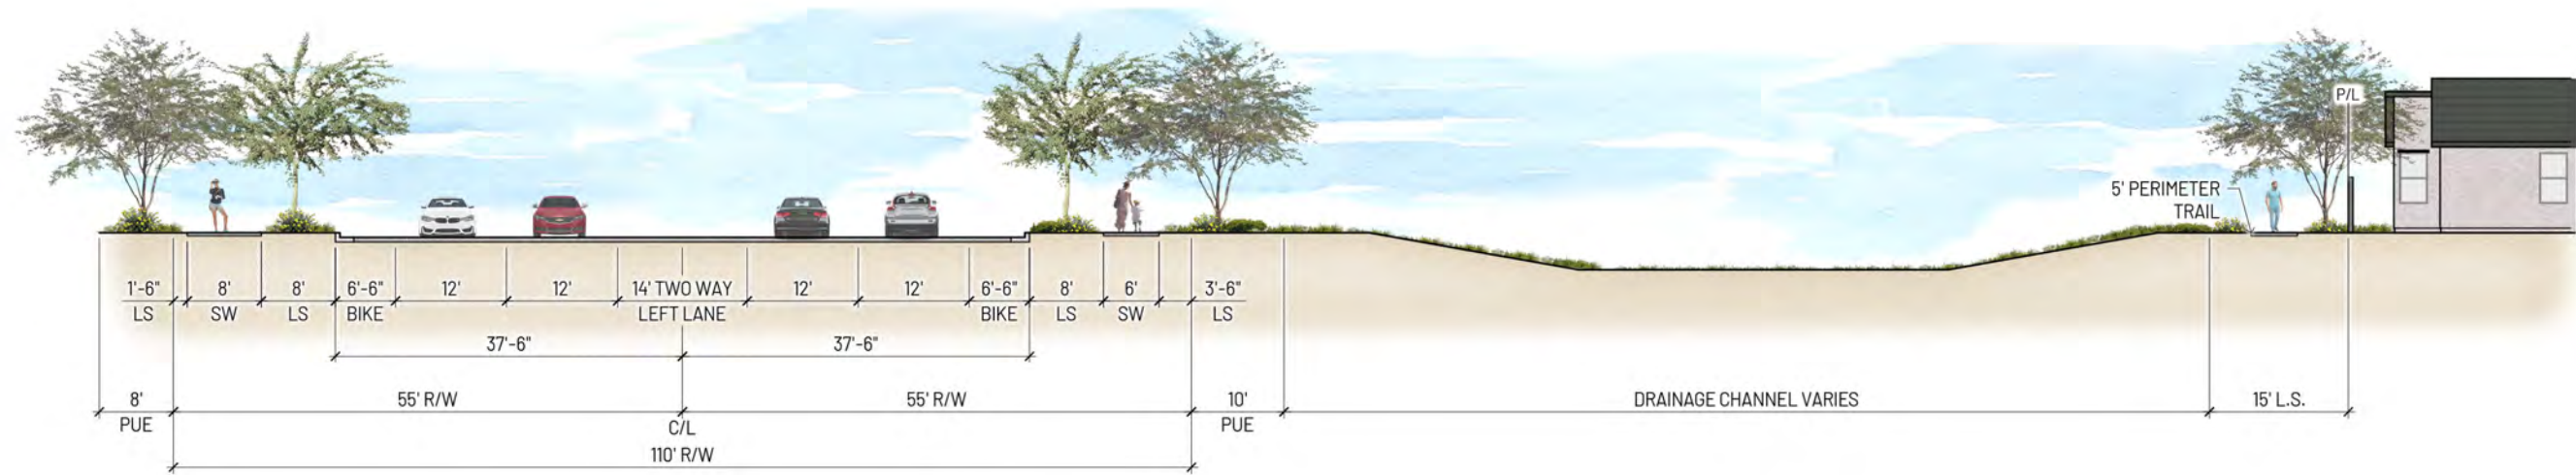 P/L
5' PERIMETER
TRAIL
1'-6" 8' 8' 6'-6" 12' 12' 14' TWO WAY 12' 12' 6'-6" 8' 6' 3'-6"
LS SW LS BIKE LEFT LANE BIKE LS SW LS
37'-6" 37'-6"
8' 55' R/W 55' R/W 10' DRAINAGE CHANNEL VARIES 15' L.S.
PUE C/L PUE
110' R/W